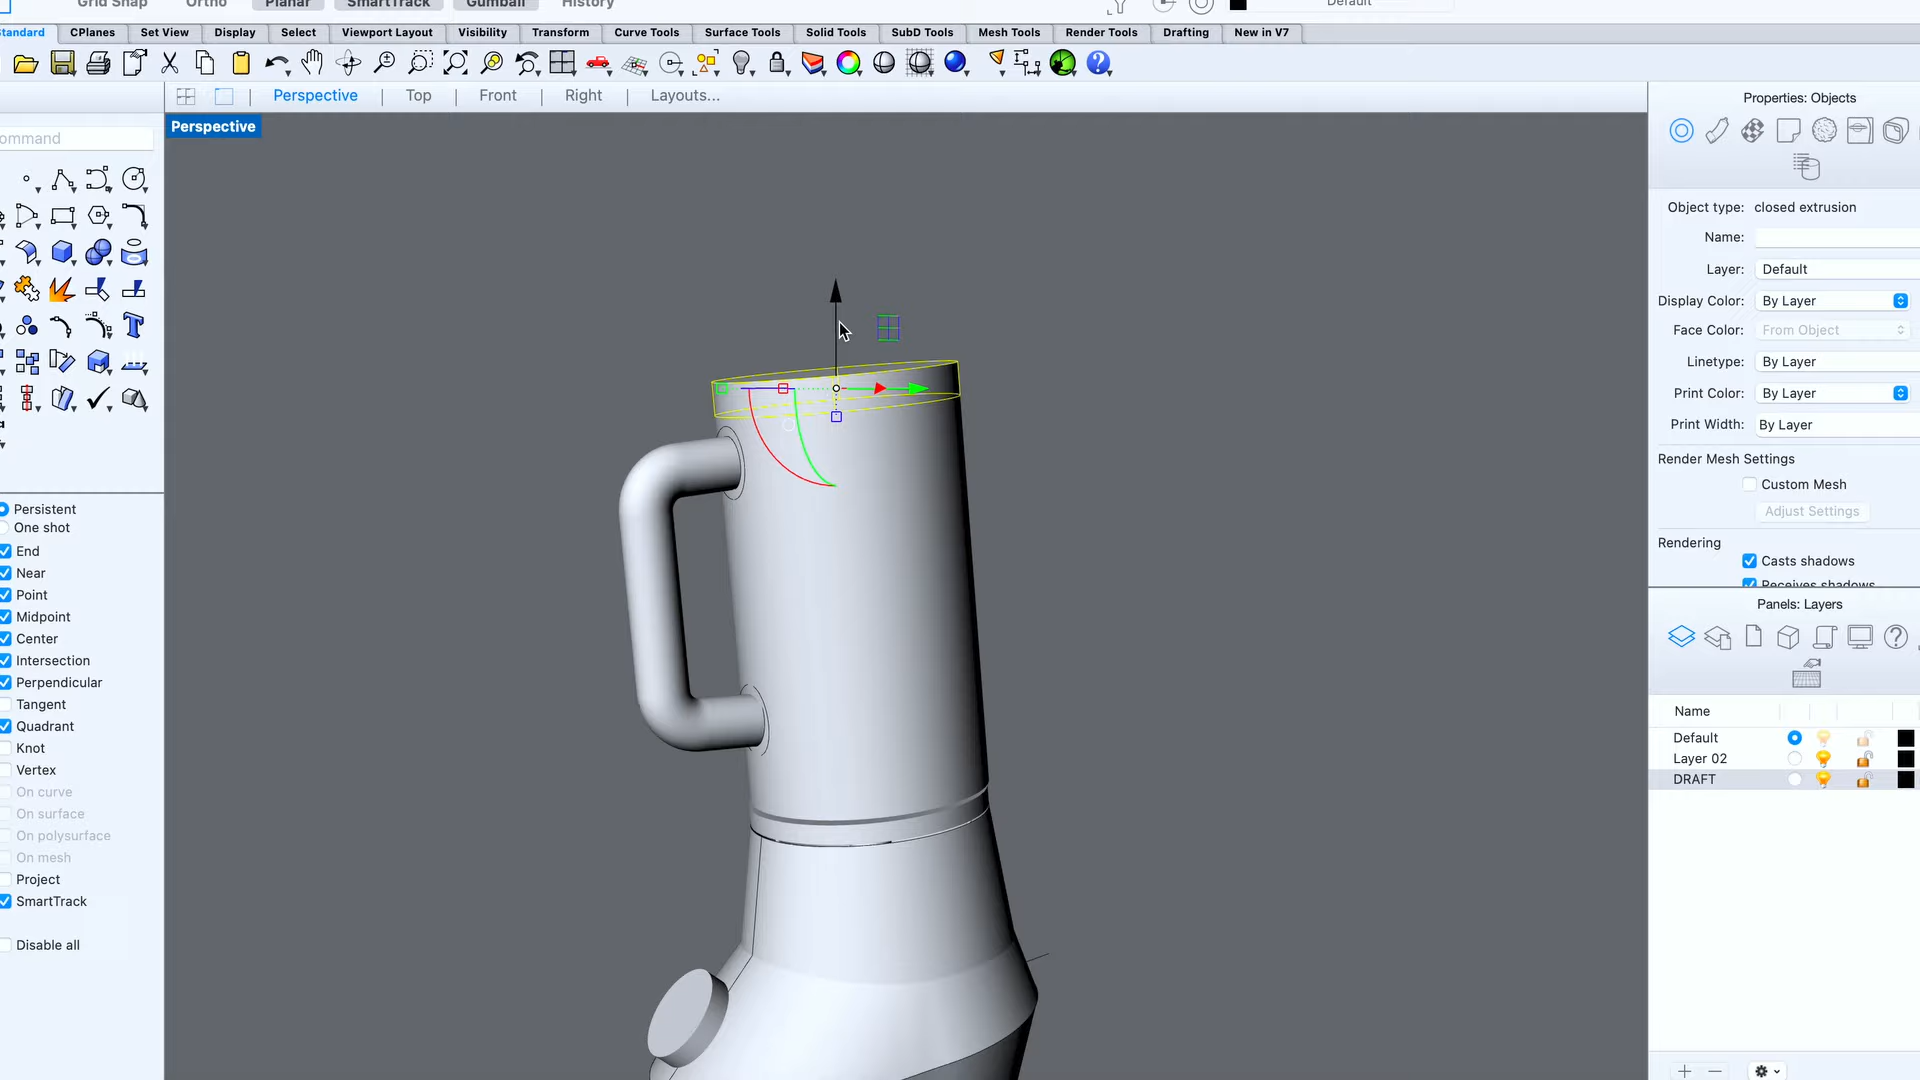 Grid Snap Ortho Planar SmartTrack Gumball History Default
Standard CPlanes Set View Display Select Viewport Layout Visibility Transform Curve Tools Surface Tools Solid Tools SubD Tools Mesh Tools Render Tools Drafting New in V7
Perspective | Top | Front | Right | Layouts...
Perspective
ommand
Persistent
One shot
End
Near
Point
Midpoint
Center
Intersection
Perpendicular
Tangent
Quadrant
Knot
Vertex
On curve
On surface
On polysurface
On mesh
Project
SmartTrack
Disable all
Properties: Objects
Object type: closed extrusion
Name:
Layer: Default
Display Color: By Layer
Face Color: From Object
Linetype: By Layer
Print Color: By Layer
Print Width: By Layer
Render Mesh Settings
Custom Mesh
Adjust Settings
Rendering
Casts shadows
Receives shadows
Panels: Layers
Name
Default
Layer 02
DRAFT